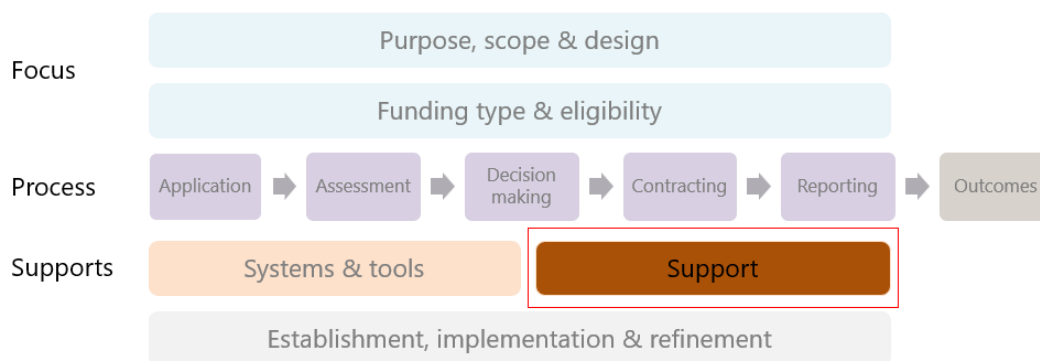 Purpose, scope & design
Focus
Funding type & eligibility
Process
Application
Assessment
Decision
making
Contracting
Reporting
Outcomes
Supports
Systems & tools
Support
Establishment, implementation & refinement